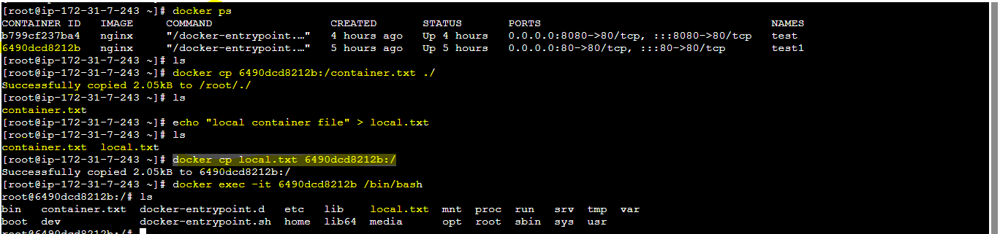 [root@ip-172-31-7-243 ~]# docker ps
CONTAINER ID   IMAGE     COMMAND                  CREATED       STATUS       PORTS                                   NAMES
b799cf237ba4   nginx     "/docker-entrypoint.…"   4 hours ago   Up 4 hours   0.0.0.0:8080->80/tcp, :::8080->80/tcp   test
6490dcd8212b   nginx     "/docker-entrypoint.…"   5 hours ago   Up 5 hours   0.0.0.0:80->80/tcp, :::80->80/tcp       test1
[root@ip-172-31-7-243 ~]# ls
[root@ip-172-31-7-243 ~]# docker cp 6490dcd8212b:/container.txt ./
Successfully copied 2.05kB to /root/./
[root@ip-172-31-7-243 ~]# ls
container.txt
[root@ip-172-31-7-243 ~]# echo "local container file" > local.txt
[root@ip-172-31-7-243 ~]# ls
container.txt  local.txt
[root@ip-172-31-7-243 ~]# docker cp local.txt 6490dcd8212b:/
Successfully copied 2.05kB to 6490dcd8212b:/
[root@ip-172-31-7-243 ~]# docker exec -it 6490dcd8212b /bin/bash
root@6490dcd8212b:/# ls
bin   container.txt  docker-entrypoint.d   etc   lib    local.txt  mnt  proc  run   srv  tmp  var
boot  dev            docker-entrypoint.sh  home  lib64  media      opt  root  sbin  sys  usr
root@6490dcd8212b:/#